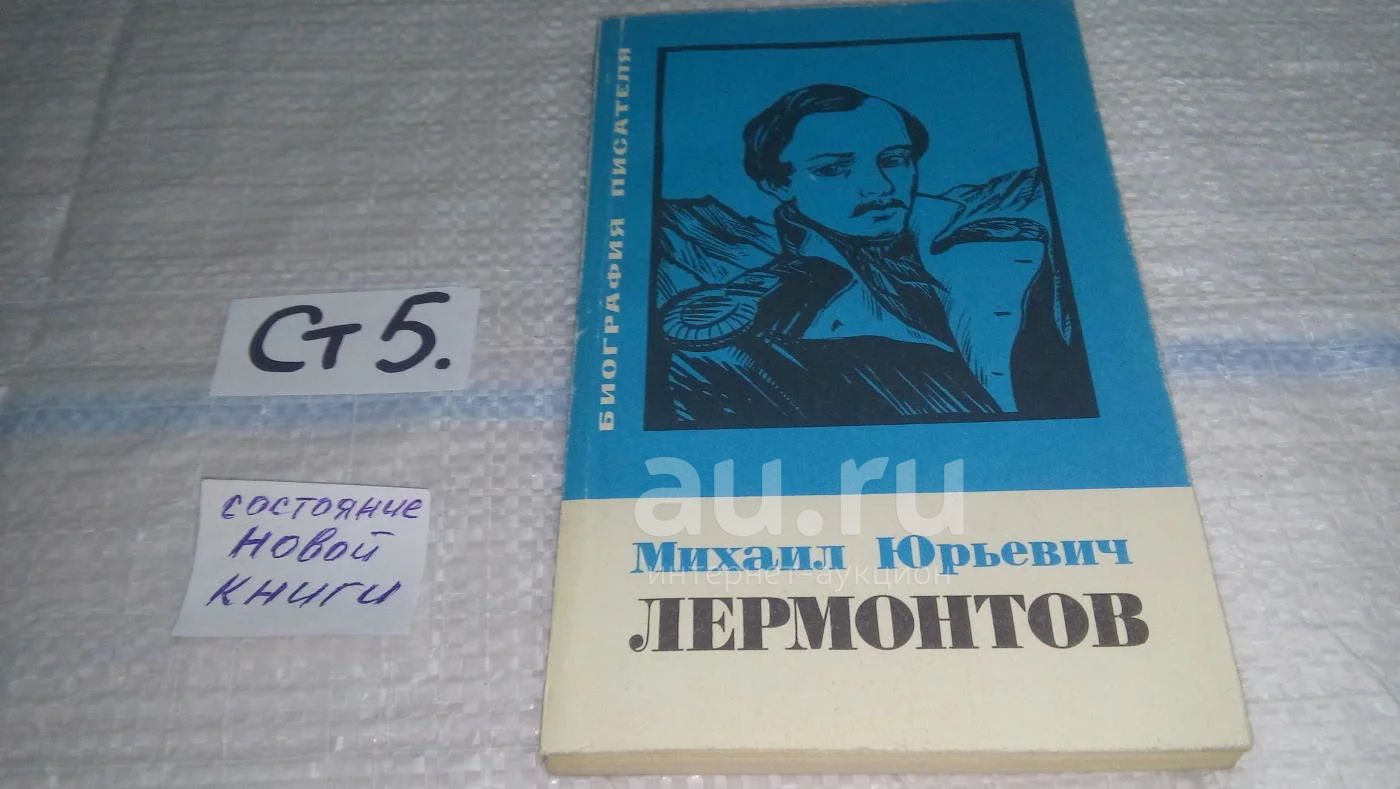 БИОГРАФИЯ ПИСАТЕЛЯ
Ст 5.
состояние
новой
книги
au.ru
интернет-аукцион
Михаил Юрьевич
ЛЕРМОНТОВ